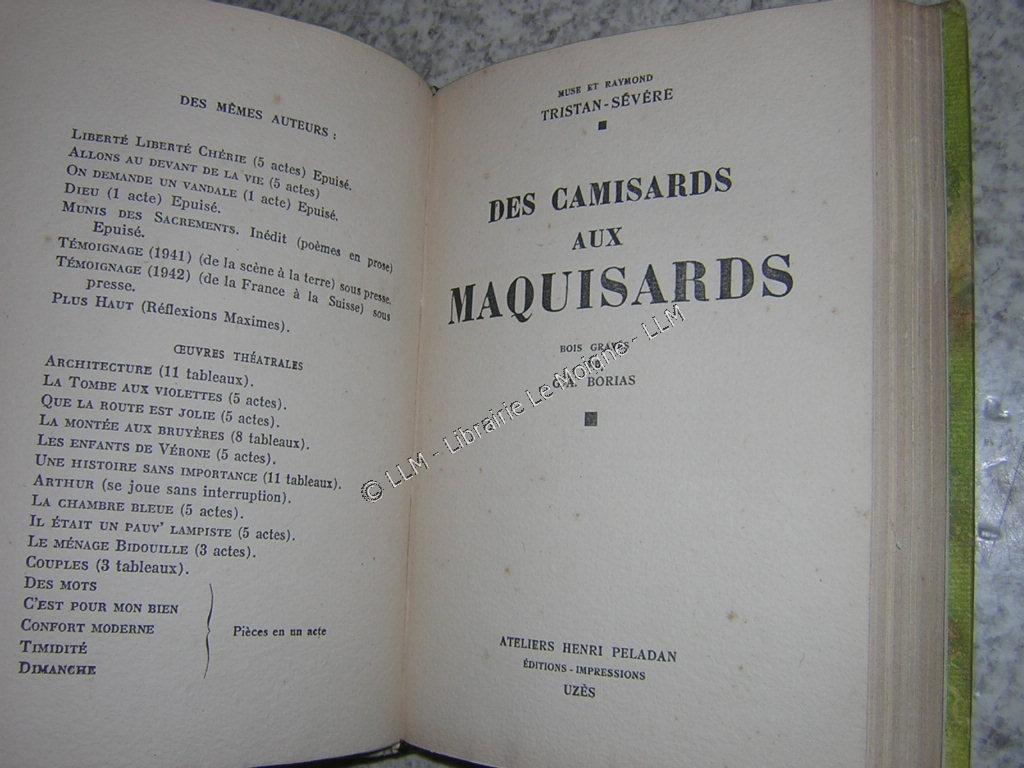 DES MÊMES AUTEURS :
LIBERTÉ LIBERTÉ CHÉRIE (5 actes) Epuisé.
ALLONS AU DEVANT DE LA VIE (5 actes)
ON DEMANDE UN VANDALE (1 acte) Epuisé.
DIEU (1 acte) Epuisé.
MUNIS DES SACREMENTS. Inédit (poèmes en prose)
Epuisé.
TÉMOIGNAGE (1941) (de la scène à la terre) sous presse.
TÉMOIGNAGE (1942) (de la France à la Suisse) sous
presse.
PLUS HAUT (Réflexions Maximes).
ŒUVRES THÉATRALES
ARCHITECTURE (11 tableaux).
LA TOMBE AUX VIOLETTES (5 actes).
QUE LA ROUTE EST JOLIE (5 actes).
LA MONTÉE AUX BRUYÈRES (8 tableaux).
LES ENFANTS DE VÉRONE (5 actes).
UNE HISTOIRE SANS IMPORTANCE (11 tableaux).
ARTHUR (se joue sans interruption).
LA CHAMBRE BLEUE (5 actes).
IL ÉTAIT UN PAUV' LAMPISTE (5 actes).
LE MÉNAGE BIDOUILLE (3 actes).
COUPLES (3 tableaux).
DES MOTS
C'EST POUR MON BIEN
CONFORT MODERNE
TIMIDITÉ
DIMANCHE
Pièces en un acte
MUSE ET RAYMOND
TRISTAN-SÉVÈRE
DES CAMISARDS
AUX
MAQUISARDS
BOIS GRAVÉS
BORIAS
ATELIERS HENRI PELADAN
ÉDITIONS - IMPRESSIONS
UZÈS
© LLM - Librairie Le Moigne - LLM